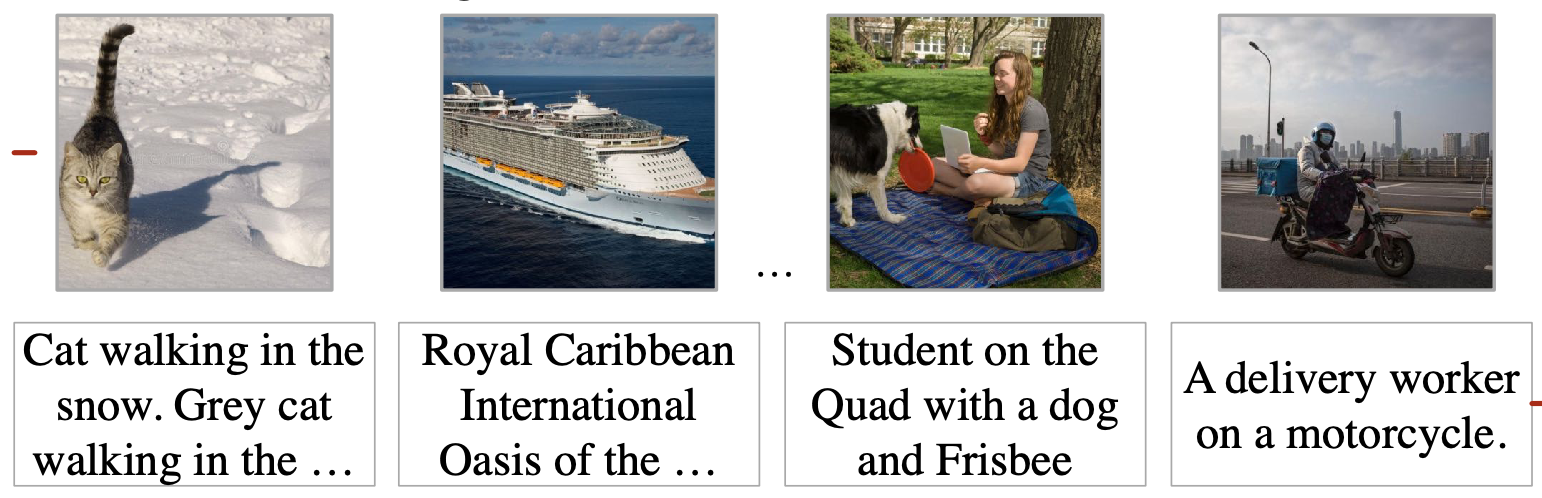 …
Cat walking in the
snow. Grey cat
walking in the …
Royal Caribbean
International
Oasis of the …
Student on the
Quad with a dog
and Frisbee
A delivery worker
on a motorcycle.